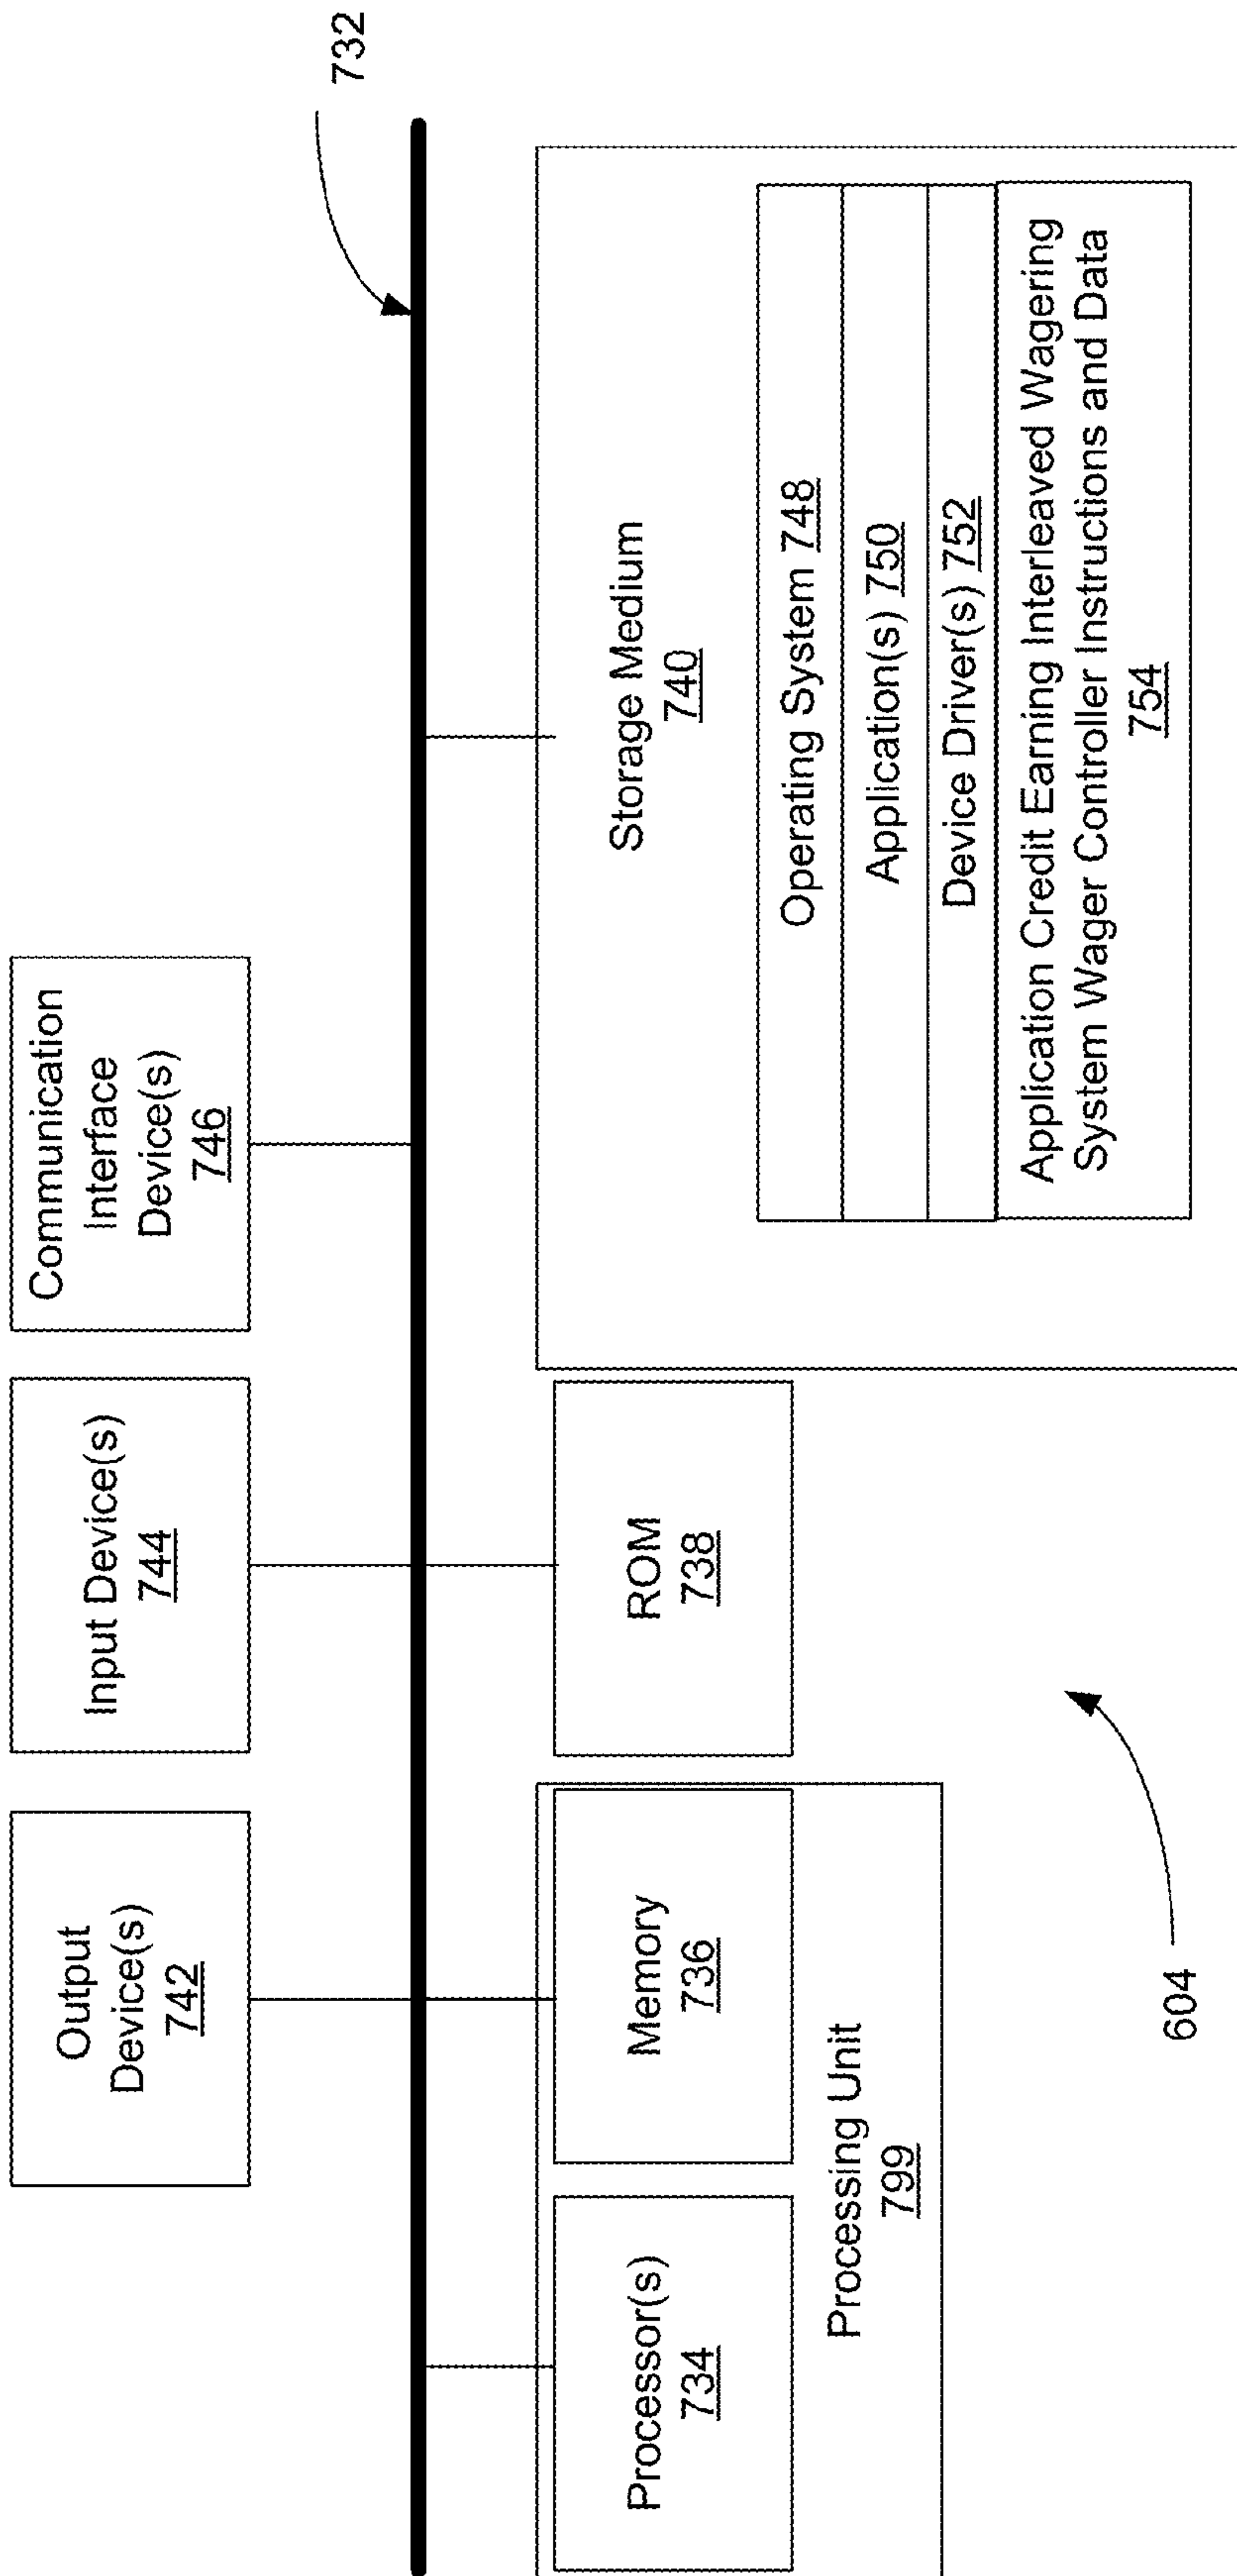 732
Output
Device(s)
742
Input Device(s)
744
Communication
Interface
Device(s)
746
Processor(s)
734
Memory
736
Processing Unit
799
ROM
738
Storage Medium
740
Operating System 748
Application(s) 750
Device Driver(s) 752
Application Credit Earning Interleaved Wagering
System Wager Controller Instructions and Data
754
604